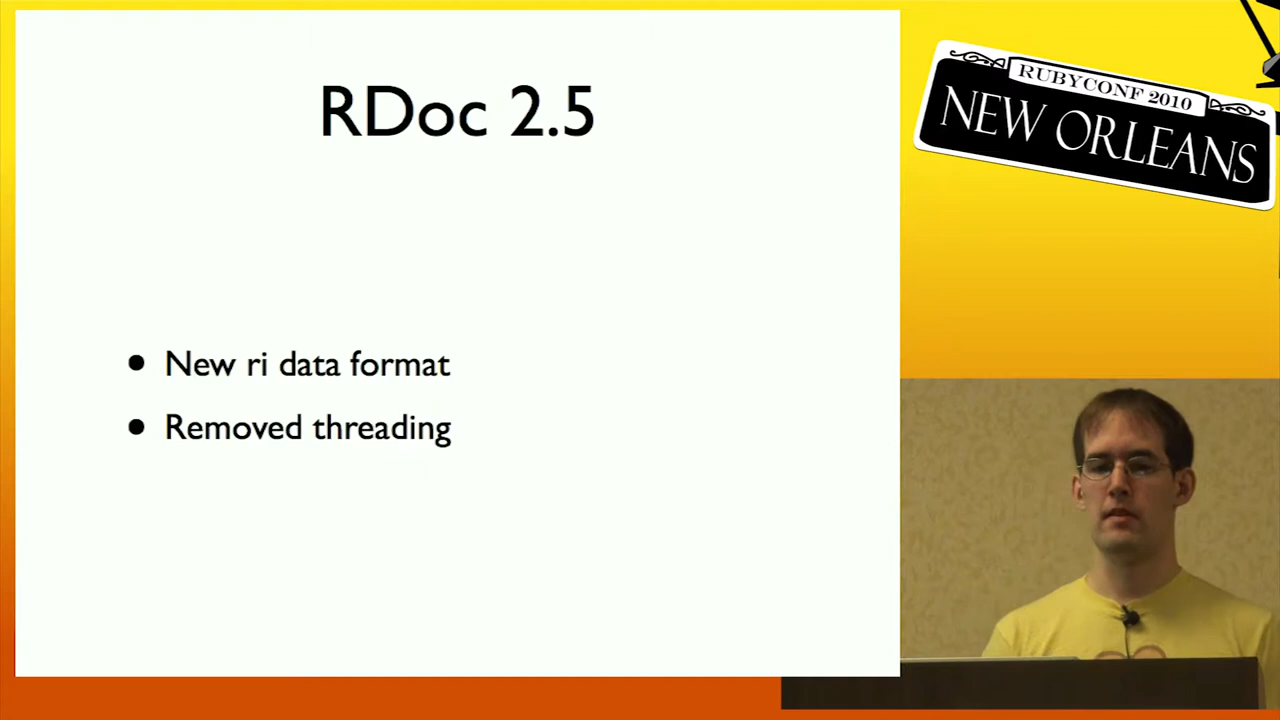 RDoc 2.5
New ri data format
Removed threading
RUBYCONF 2010
NEW ORLEANS